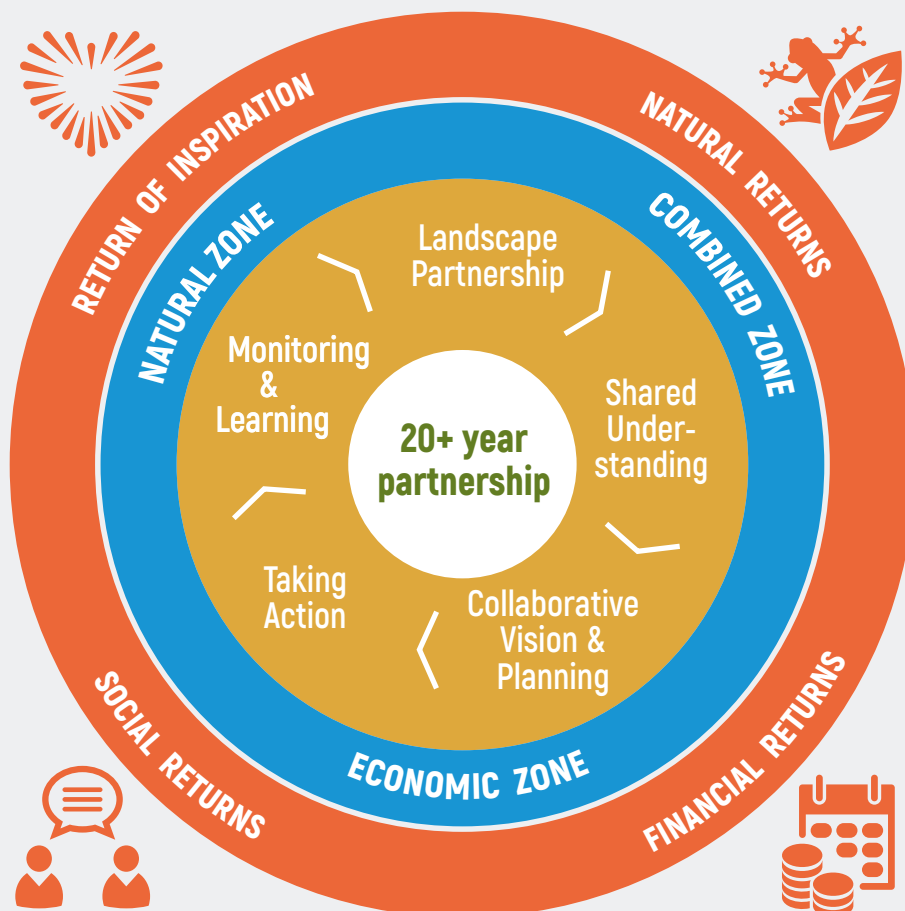 RETURN OF INSPIRATION
NATURAL RETURNS
NATURAL ZONE
COMBINED ZONE
Landscape
Partnership
Monitoring
&
Learning
Shared
Under-
standing
20+ year
partnership
Taking
Action
Collaborative
Vision &
Planning
ECONOMIC ZONE
SOCIAL RETURNS
FINANCIAL RETURNS